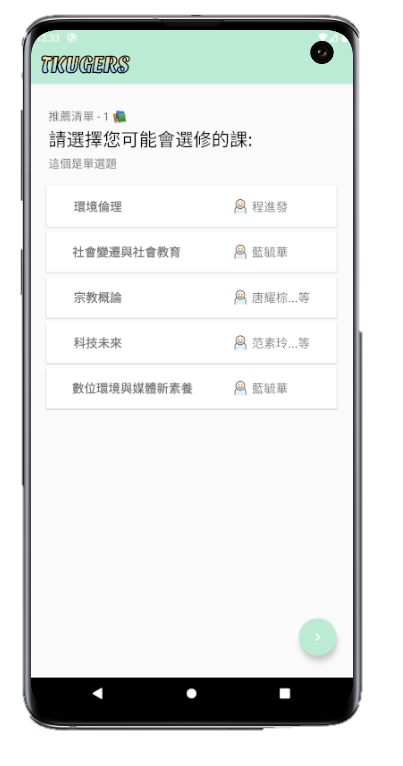 2:33
TKUGERS
推薦清單 - 1
請選擇您可能會選修的課:
這個是單選題
環境倫理 程進發
社會變遷與社會教育 藍毓華
宗教概論 唐耀棕...等
科技未來 范素玲...等
數位環境與媒體新素養 藍毓華